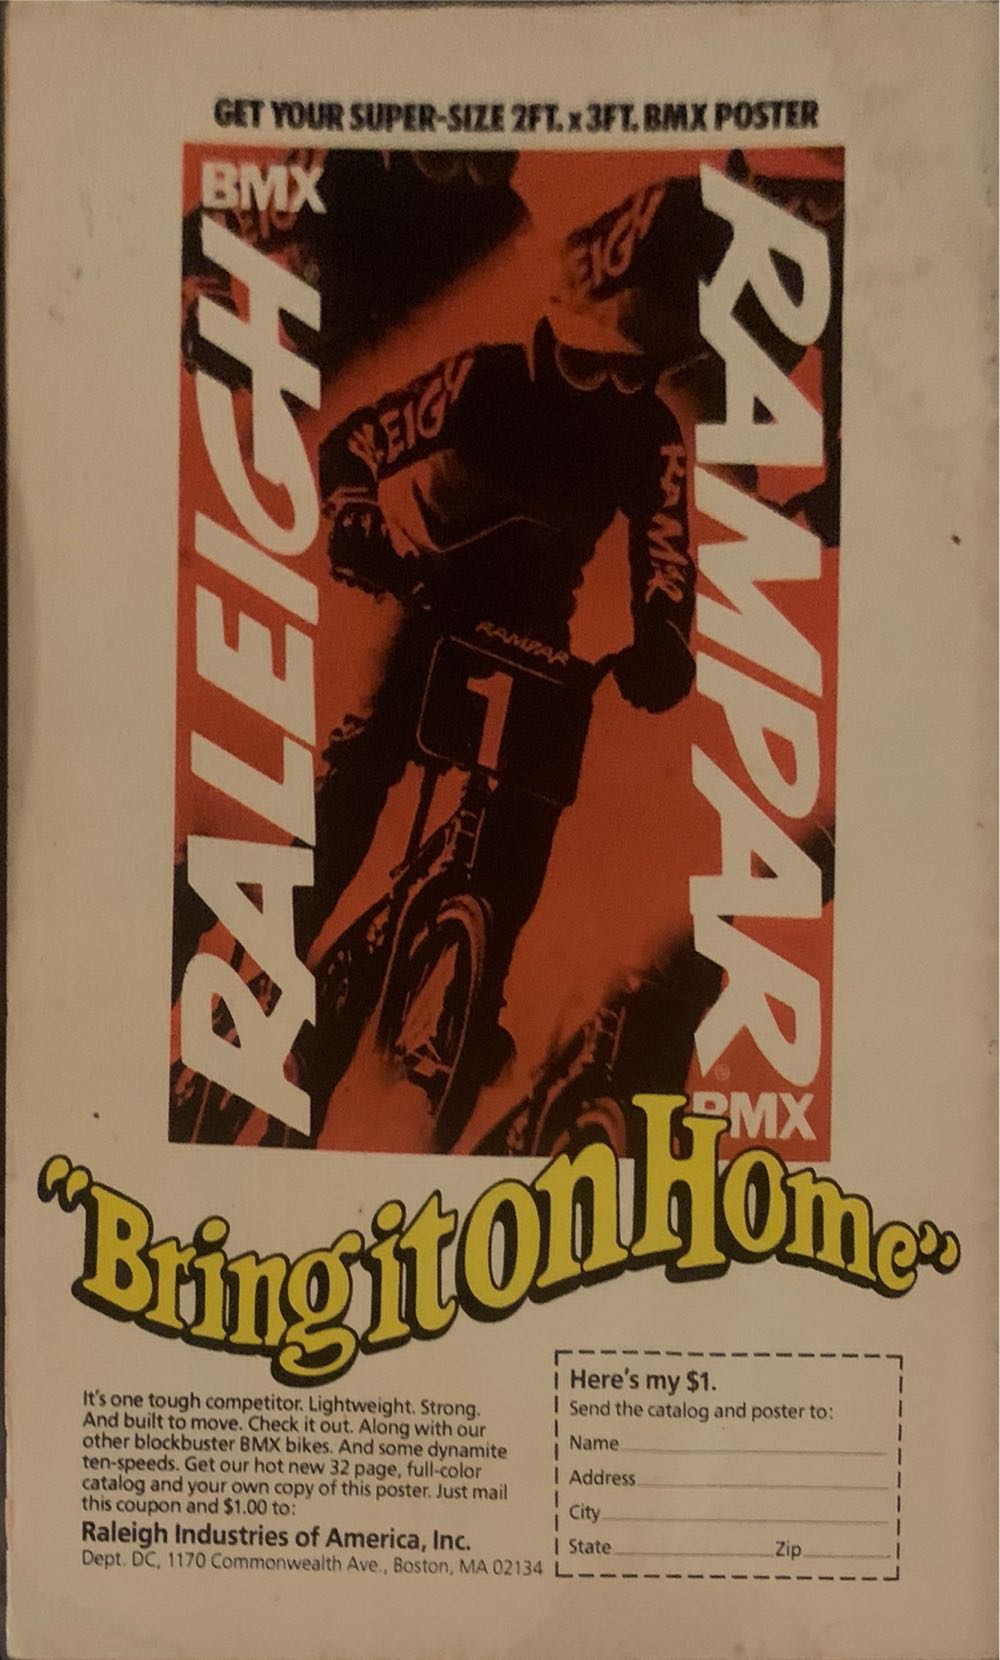 GET YOUR SUPER-SIZE 2FT. x 3FT. BMX POSTER
BMX
RALEIGH
RAMPAR
®
BMX
EIGH
EIGH
LEIGH
RAMPAR
1
"Bring it on Home"
It's one tough competitor. Lightweight. Strong.
And built to move. Check it out. Along with our
other blockbuster BMX bikes. And some dynamite
ten-speeds. Get our hot new 32 page, full-color
catalog and your own copy of this poster. Just mail
this coupon and $1.00 to:
Raleigh Industries of America, Inc.
Dept. DC, 1170 Commonwealth Ave., Boston, MA 02134
Here's my $1.
Send the catalog and poster to:
Name
Address
City
State Zip